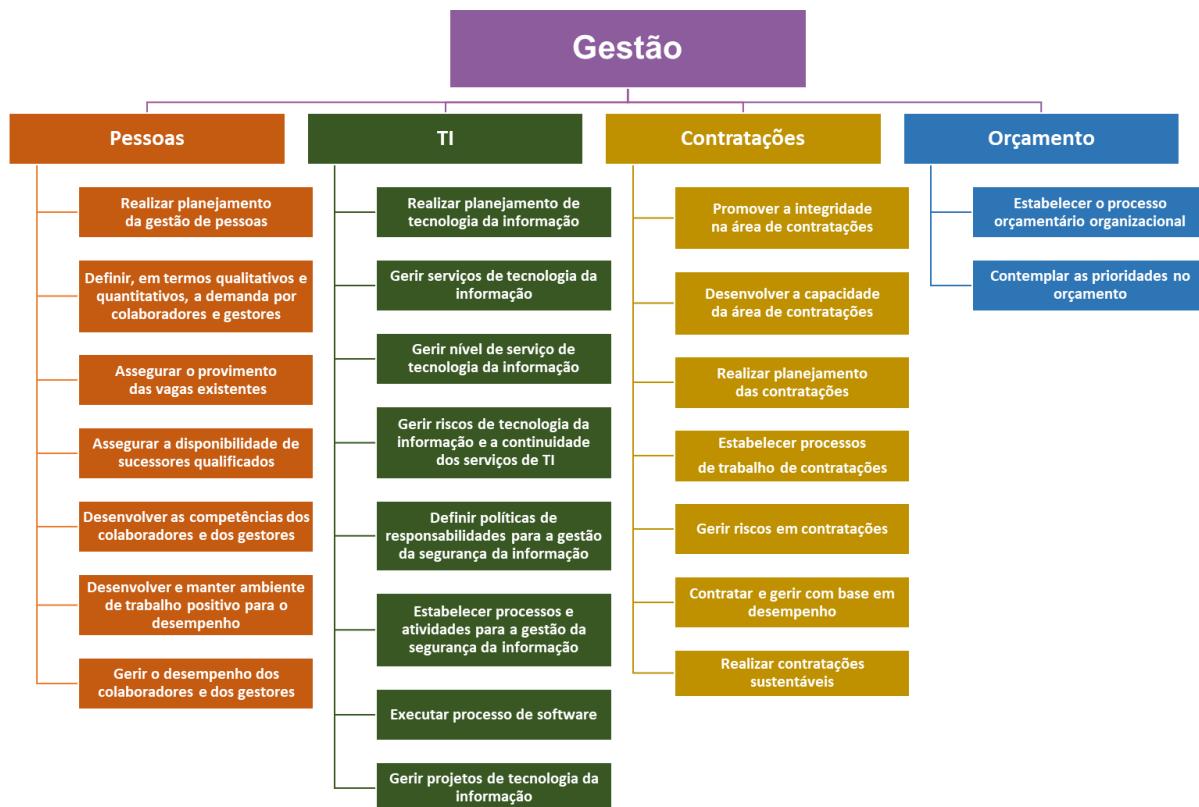 Gestão
Pessoas
Realizar planejamento
da gestão de pessoas
Definir, em termos qualitativos e
quantitativos, a demanda por
colaboradores e gestores
Assegurar o provimento
das vagas existentes
Assegurar a disponibilidade de
sucessores qualificados
Desenvolver as competências dos
colaboradores e dos gestores
Desenvolver e manter ambiente
de trabalho positivo para o
desempenho
Gerir o desempenho dos
colaboradores e dos gestores
TI
Realizar planejamento de
tecnologia da informação
Gerir serviços de tecnologia da
informação
Gerir nível de serviço de
tecnologia da informação
Gerir riscos de tecnologia da
informação e a continuidade
dos serviços de TI
Definir políticas de
responsabilidades para a gestão
da segurança da informação
Estabelecer processos e
atividades para a gestão da
segurança da informação
Executar processo de software
Gerir projetos de tecnologia da
informação
Contratações
Promover a integridade
na área de contratações
Desenvolver a capacidade
da área de contratações
Realizar planejamento
das contratações
Estabelecer processos
de trabalho de contratações
Gerir riscos em contratações
Contratar e gerir com base em
desempenho
Realizar contratações
sustentáveis
Orçamento
Estabelecer o processo
orçamentário organizacional
Contemplar as prioridades no
orçamento